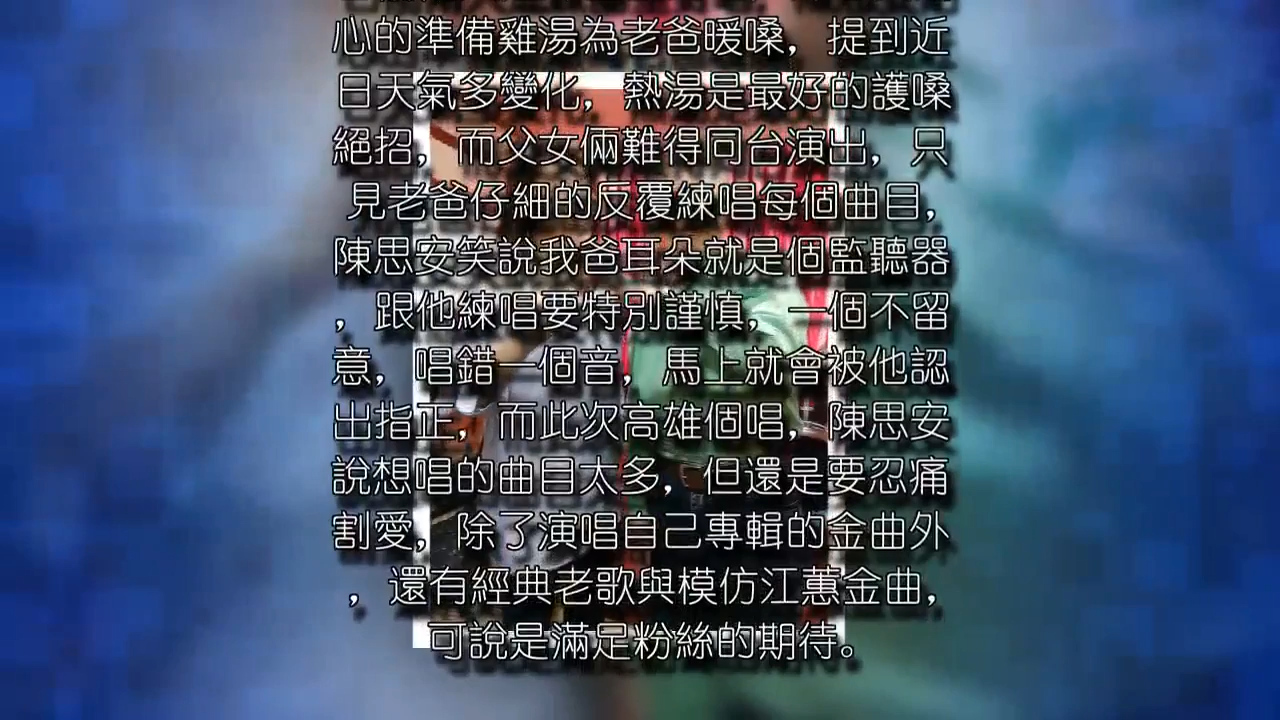 心的準備雞湯為老爸暖嗓，提到近
日天氣多變化，熱湯是最好的護嗓
絕招，而父女倆難得同台演出，只
見老爸仔細的反覆練唱每個曲目，
陳思安笑說我爸耳朵就是個監聽器
，跟他練唱要特別謹慎，一個不留
意，唱錯一個音，馬上就會被他認
出指正，而此次高雄個唱，陳思安
說想唱的曲目太多，但還是要忍痛
割愛，除了演唱自己專輯的金曲外
，還有經典老歌與模仿江蕙金曲，
可說是滿足粉絲的期待。